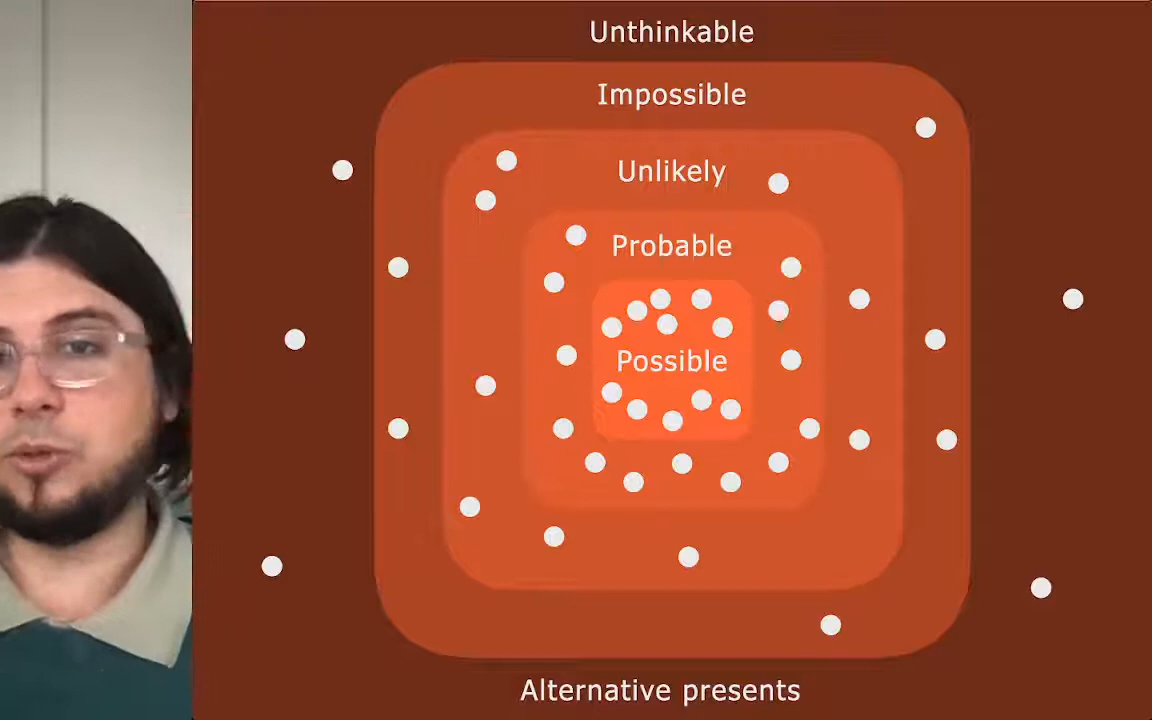 Unthinkable
Impossible
Unlikely
Probable
Possible
Alternative presents